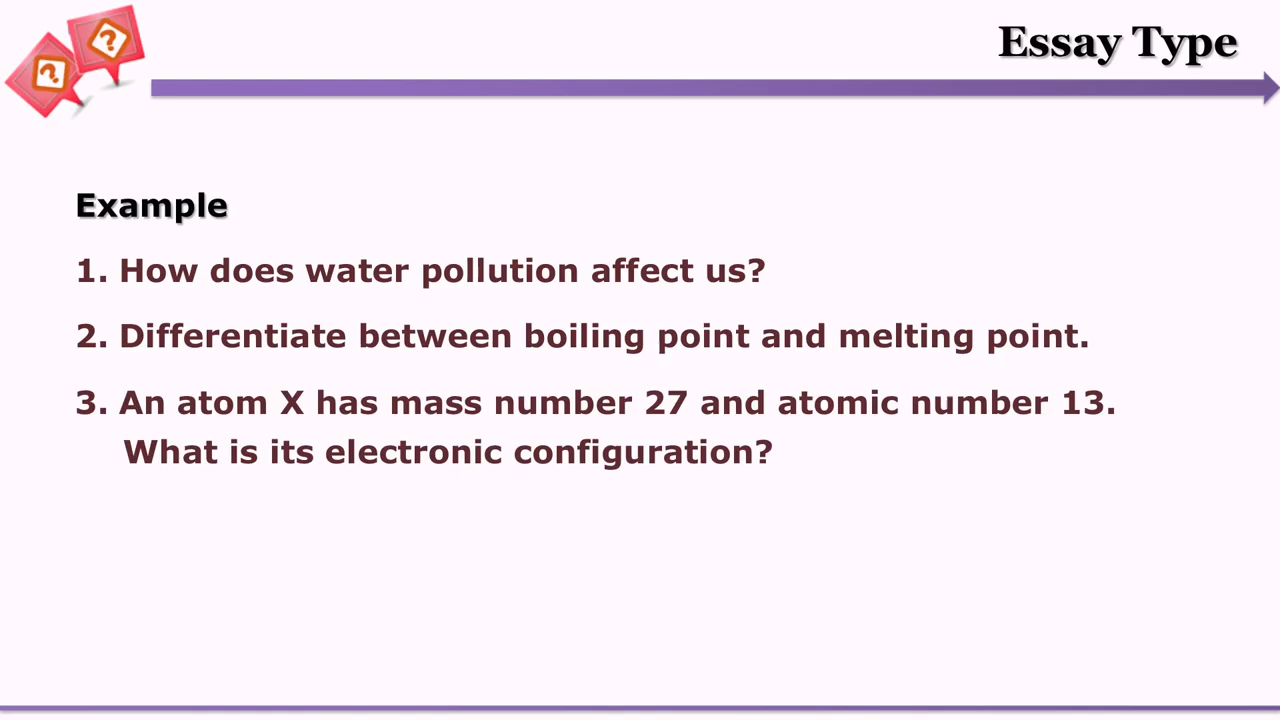 Essay Type
Example
1. How does water pollution affect us?
2. Differentiate between boiling point and melting point.
3. An atom X has mass number 27 and atomic number 13.
What is its electronic configuration?